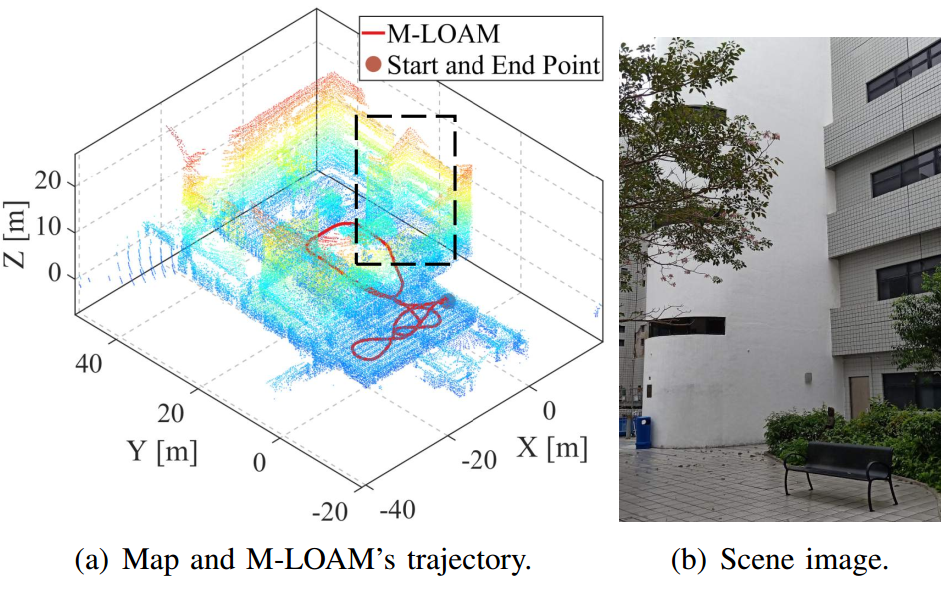 M-LOAM
Start and End Point
20
10
0
Z [m]
40
20
0
-20
Y [m]
0
-20
-40
X [m]
(a) Map and M-LOAM's trajectory.
(b) Scene image.